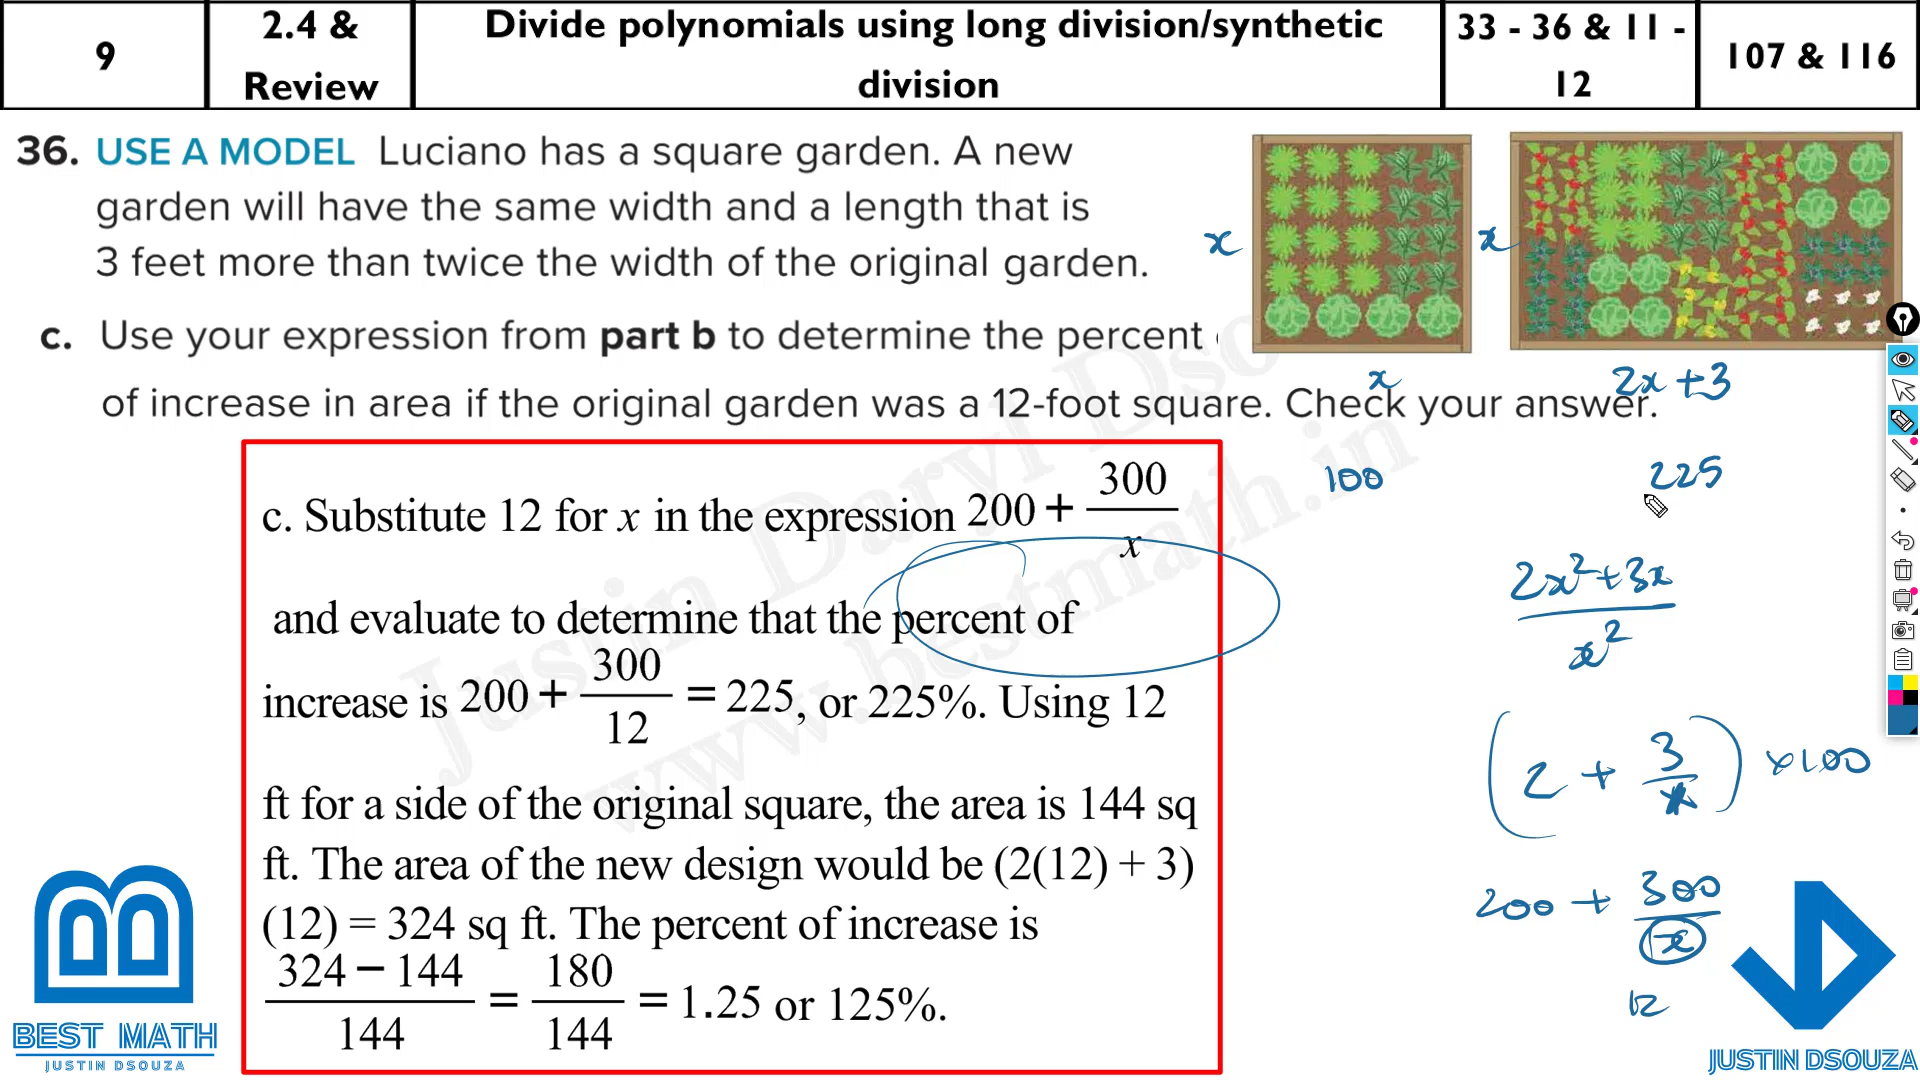 9
2.4 &
Review
Divide polynomials using long division/synthetic
division
33 - 36 & 11 -
12
107 & 116
36. USE A MODEL Luciano has a square garden. A new
garden will have the same width and a length that is
3 feet more than twice the width of the original garden.
x
x
x
2x + 3
c. Use your expression from part b to determine the percent
of increase in area if the original garden was a 12-foot square. Check your answer.
100
225
c. Substitute 12 for x in the expression 200 + 300/x
and evaluate to determine that the percent of
increase is 200 + 300/12 = 225, or 225%. Using 12
ft for a side of the original square, the area is 144 sq
ft. The area of the new design would be (2(12) + 3)
(12) = 324 sq ft. The percent of increase is
324 − 144/144 = 180/144 = 1.25 or 125%.
2x² + 3x
x²
(2 + 3/x) × 100
200 + 300/x
12
Justin Daryl Dso
www.bestmath.in
BEST MATH
JUSTIN DSOUZA
JUSTIN DSOUZA